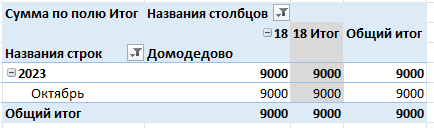 Сумма по полю Итог Названия столбцов
18 18 Итог Общий итог
Названия строк Домодедово
2023 9000 9000 9000
Октябрь 9000 9000 9000
Общий итог 9000 9000 9000